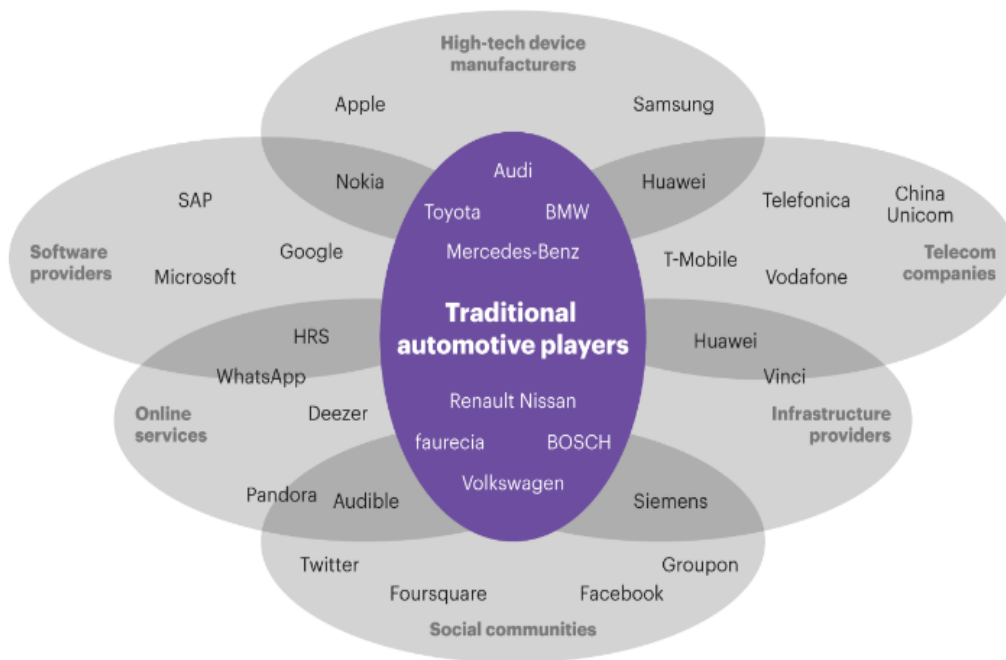 High-tech device
manufacturers
Apple
Samsung
Nokia
Audi
Huawei
SAP
Toyota
BMW
Telefonica
China
Unicom
Software
providers
Google
Mercedes-Benz
T-Mobile
Telecom
companies
Microsoft
Vodafone
Traditional
automotive players
HRS
Huawei
WhatsApp
Vinci
Online
services
Deezer
Renault Nissan
Infrastructure
providers
faurecia
BOSCH
Volkswagen
Pandora
Audible
Siemens
Twitter
Groupon
Foursquare
Facebook
Social communities